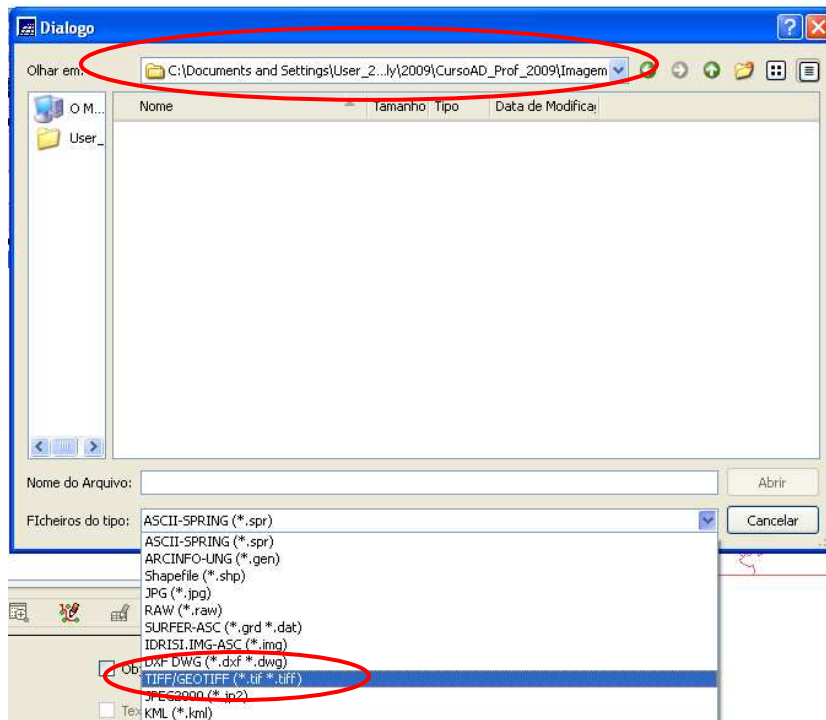 Dialogo
Olhar em: C:\Documents and Settings\User_2...ly\2009\CursoAD_Prof_2009\Imagem
O M... Nome Tamanho Tipo Data de Modifica
User_
Nome do Arquivo: Abrir
FIcheiros do tipo: ASCII-SPRING (*.spr) Cancelar
ASCII-SPRING (*.spr)
ARCINFO-UNG (*.gen)
Shapefile (*.shp)
JPG (*.jpg)
RAW (*.raw)
SURFER-ASC (*.grd *.dat)
IDRISI.IMG-ASC (*.img)
DXF DWG (*.dxf *.dwg)
Ob TIFF/GEOTIFF (*.tif *.tiff)
JPEG2000 (*.jp2)
Tex KML (*.kml)